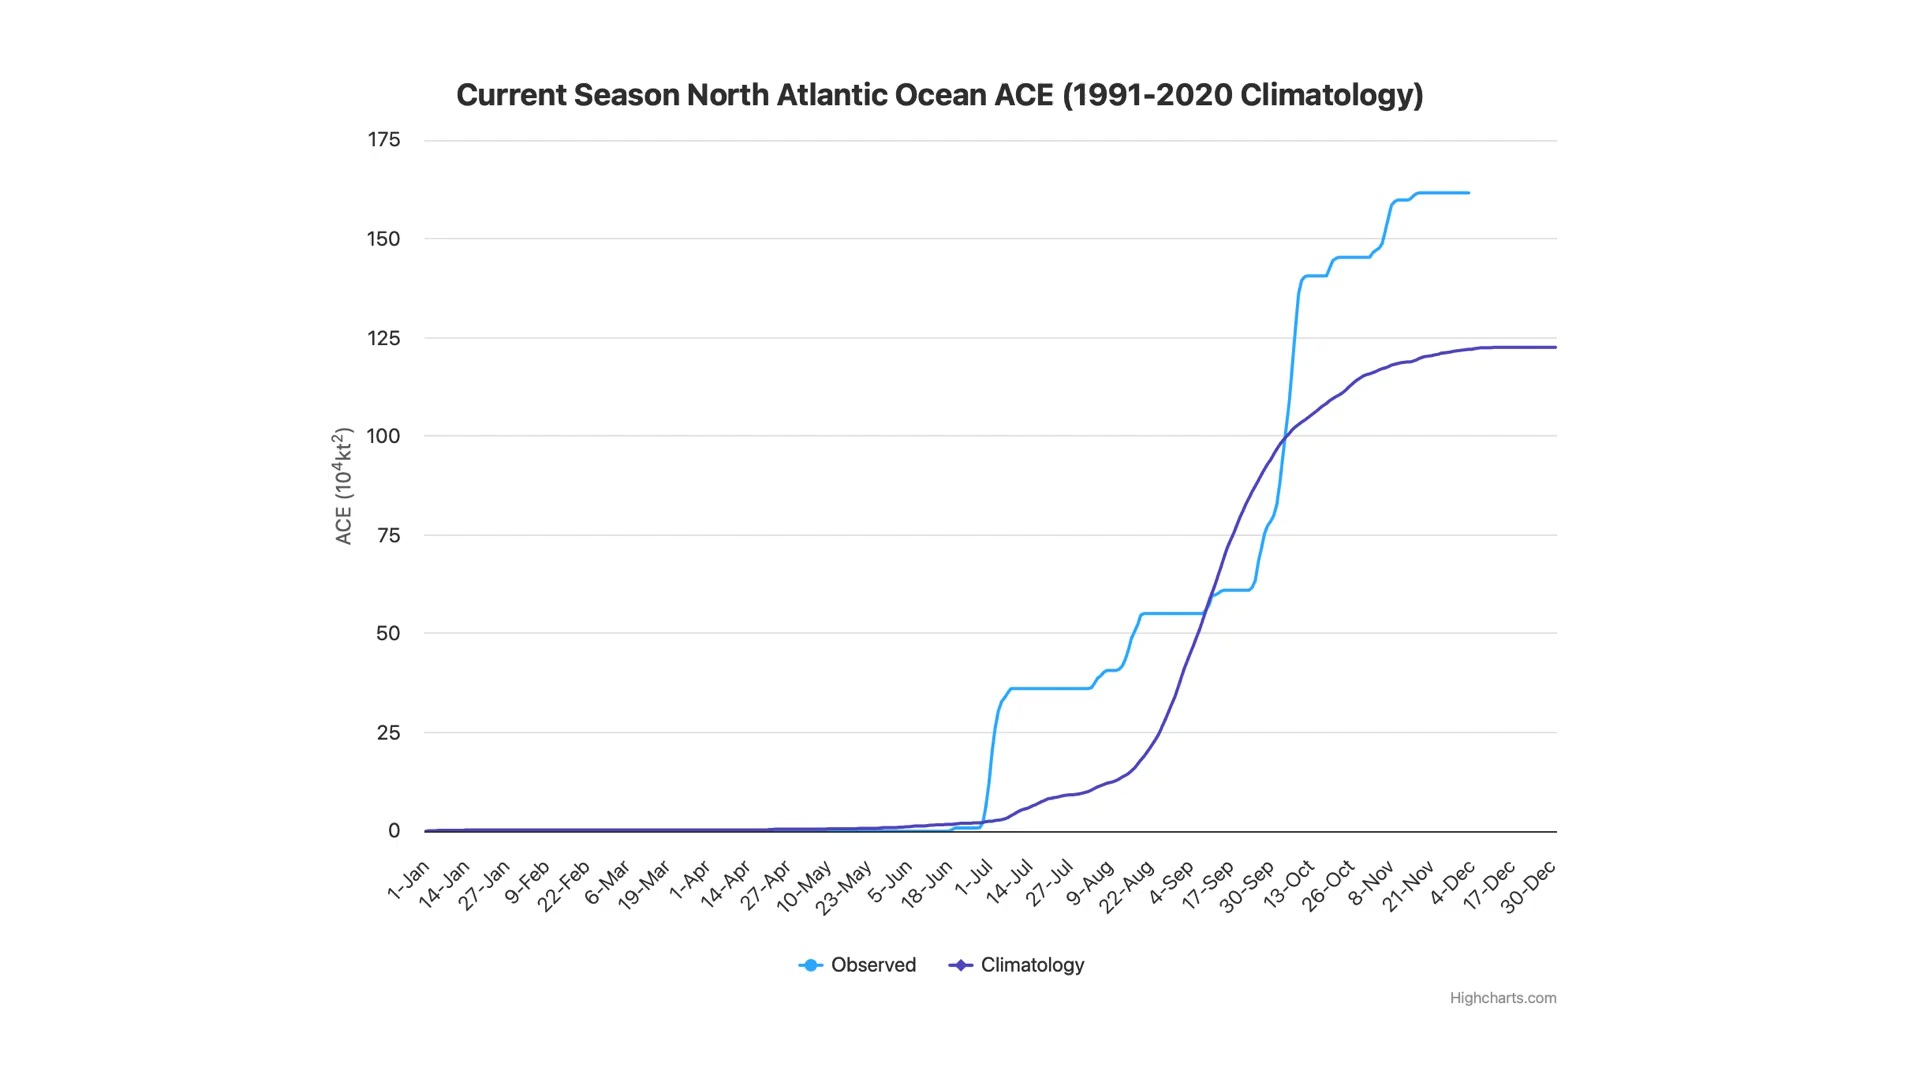 Current Season North Atlantic Ocean ACE (1991-2020 Climatology)
175
150
125
100
75
50
25
0
ACE (10⁴kt²)
1-Jan
14-Jan
27-Jan
9-Feb
22-Feb
6-Mar
19-Mar
1-Apr
14-Apr
27-Apr
10-May
23-May
5-Jun
18-Jun
1-Jul
14-Jul
27-Jul
9-Aug
22-Aug
4-Sep
17-Sep
30-Sep
13-Oct
26-Oct
8-Nov
21-Nov
4-Dec
17-Dec
30-Dec
Observed Climatology
Highcharts.com